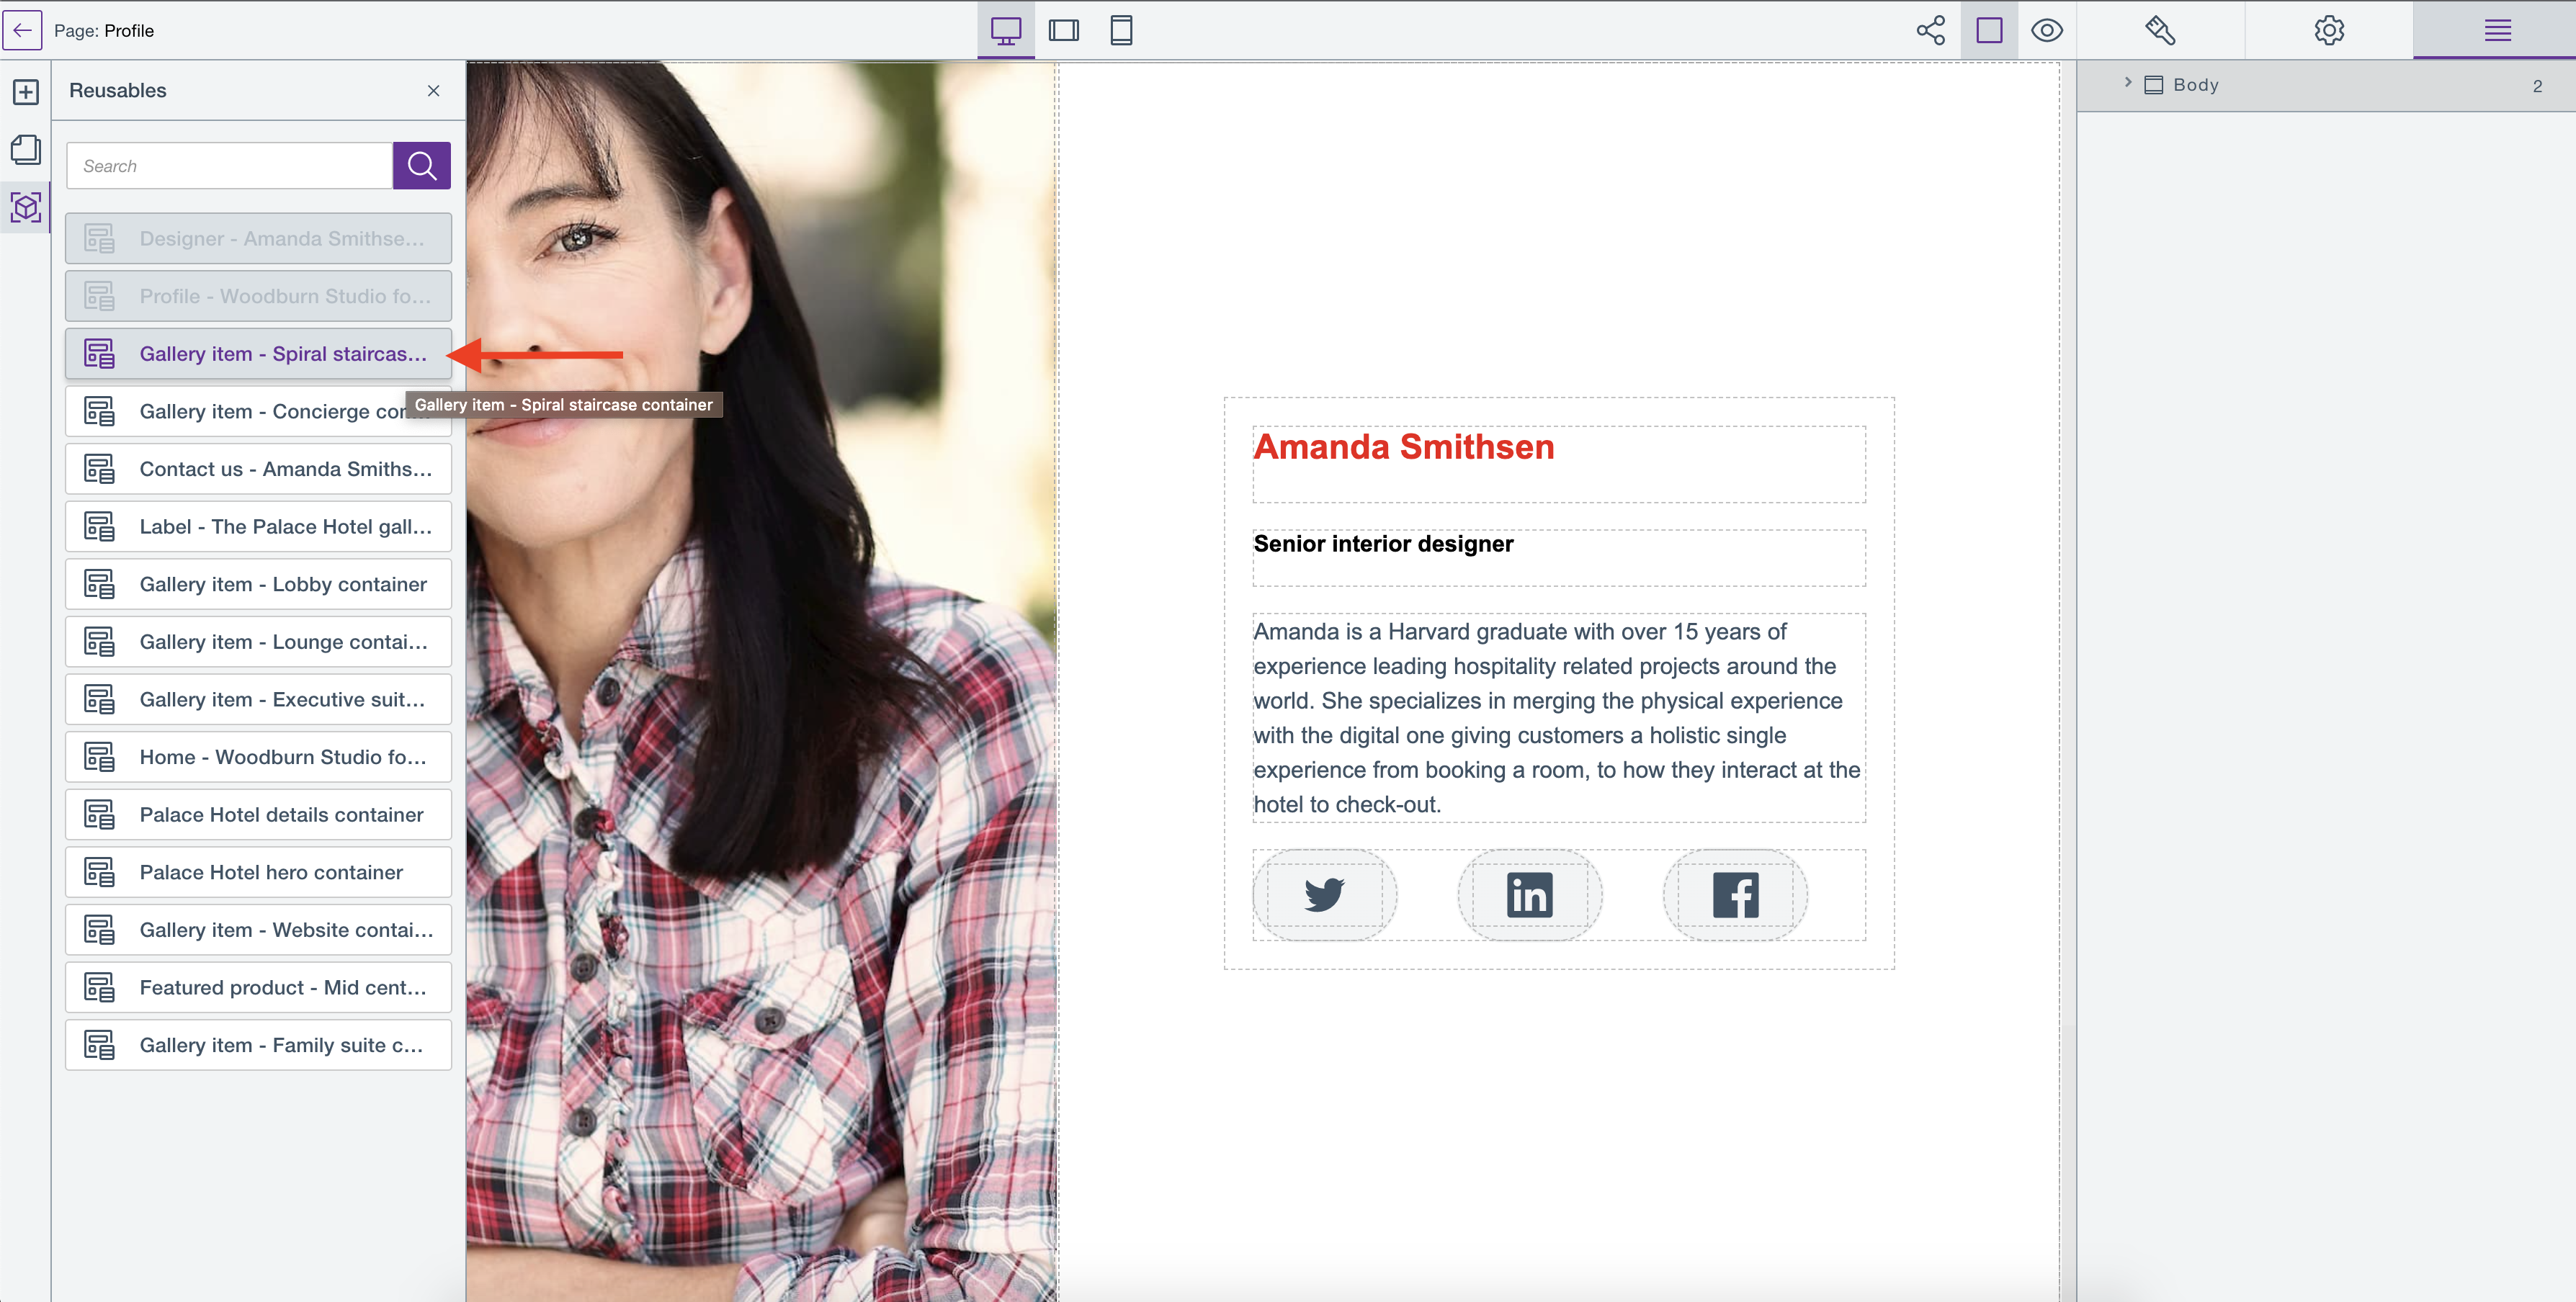 Page: Profile
Reusables
Search
Designer - Amanda Smithse...
Profile - Woodburn Studio fo...
Gallery item - Spiral staircas...
Gallery item - Spiral staircase container
Gallery item - Concierge con...
Contact us - Amanda Smiths...
Label - The Palace Hotel gall...
Gallery item - Lobby container
Gallery item - Lounge contai...
Gallery item - Executive suit...
Home - Woodburn Studio fo...
Palace Hotel details container
Palace Hotel hero container
Gallery item - Website contai...
Featured product - Mid cent...
Gallery item - Family suite c...
Amanda Smithsen
Senior interior designer
Amanda is a Harvard graduate with over 15 years of
experience leading hospitality related projects around the
world. She specializes in merging the physical experience
with the digital one giving customers a holistic single
experience from booking a room, to how they interact at the
hotel to check-out.
in
f
Body
2